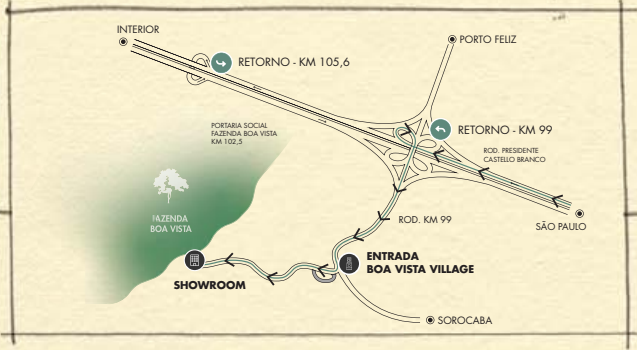 INTERIOR
PORTO FELIZ
RETORNO - KM 105,6
PORTARIA SOCIAL
FAZENDA BOA VISTA
KM 102,5
RETORNO - KM 99
ROD. PRESIDENTE
CASTELLO BRANCO
FAZENDA
BOA VISTA
ROD. KM 99
SÃO PAULO
ENTRADA
BOA VISTA VILLAGE
SHOWROOM
SOROCABA